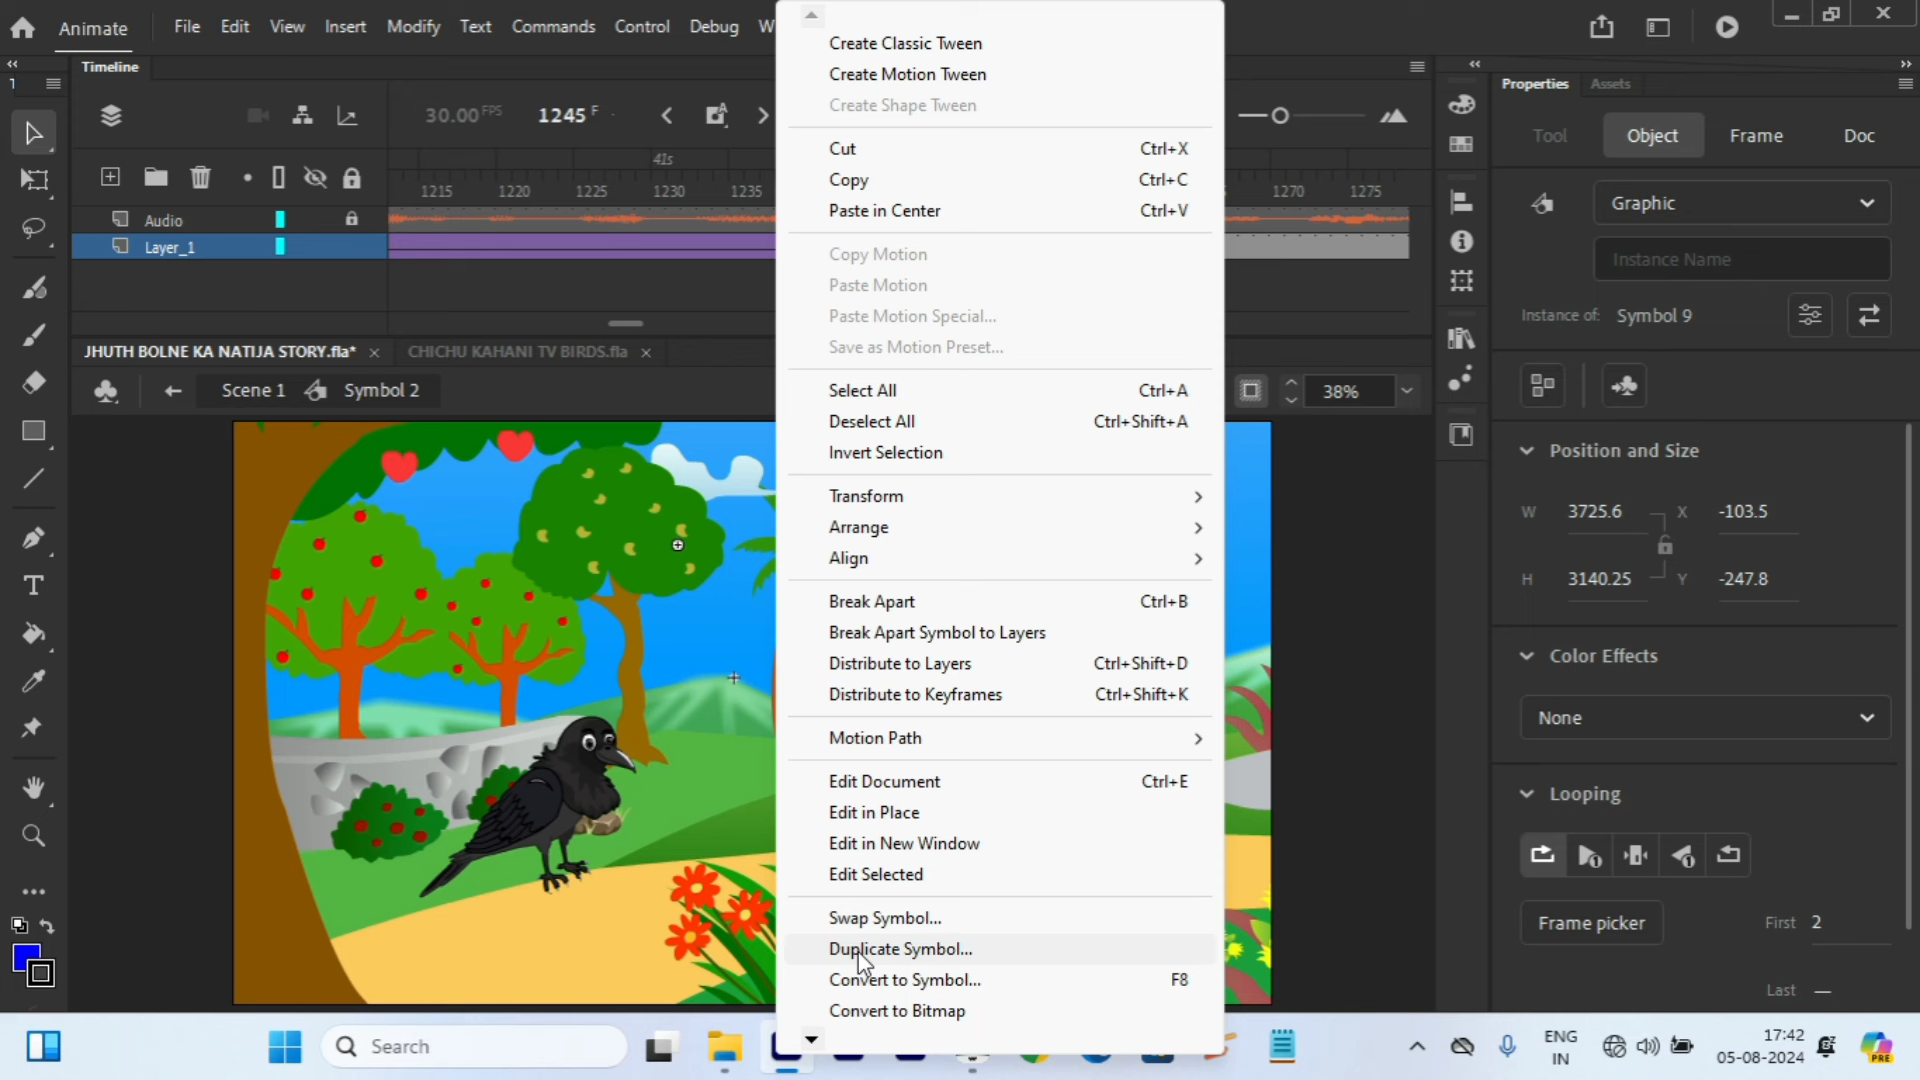 Animate File Edit View Insert Modify Text Commands Control Debug
Timeline
30.00 FPS 1245 F
41s
1215 1220 1225 1230 1235 1270 1275
Audio
Layer_1
JHUTH BOLNE KA NATIJA STORY.fla* × CHICHU KAHANI TV BIRDS.fla ×
Scene 1 Symbol 2 38%
Create Classic Tween
Create Motion Tween
Create Shape Tween
Cut Ctrl+X
Copy Ctrl+C
Paste in Center Ctrl+V
Copy Motion
Paste Motion
Paste Motion Special...
Save as Motion Preset...
Select All Ctrl+A
Deselect All Ctrl+Shift+A
Invert Selection
Transform
Arrange
Align
Break Apart Ctrl+B
Break Apart Symbol to Layers
Distribute to Layers Ctrl+Shift+D
Distribute to Keyframes Ctrl+Shift+K
Motion Path
Edit Document Ctrl+E
Edit in Place
Edit in New Window
Edit Selected
Swap Symbol...
Duplicate Symbol...
Convert to Symbol... F8
Convert to Bitmap
Properties Assets
Tool Object Frame Doc
Graphic
Instance Name
Instance of: Symbol 9
Position and Size
W 3725.6 X -103.5
H 3140.25 Y -247.8
Color Effects
None
Looping
Frame picker First 2
Last —
Search
ENG
IN
17:42
05-08-2024
PRE